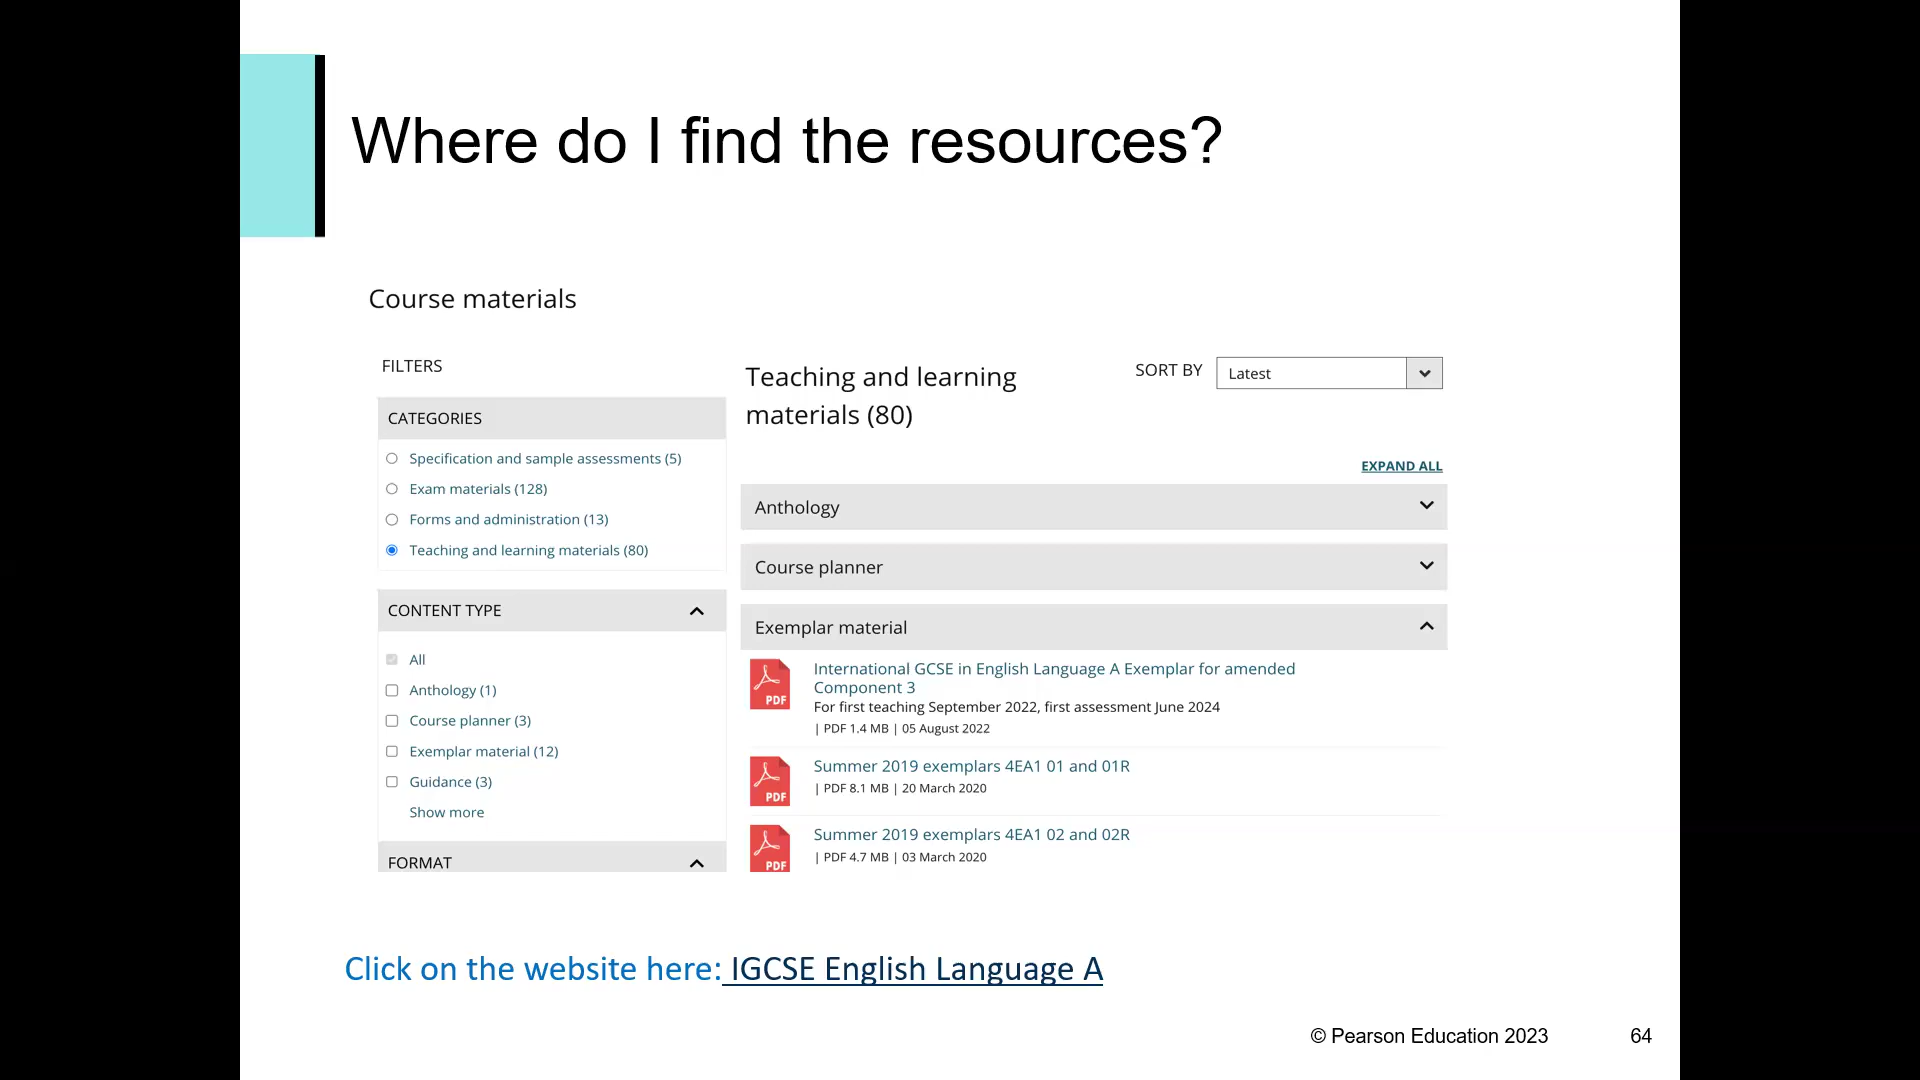 Where do I find the resources?
Course materials
FILTERS
CATEGORIES
Specification and sample assessments (5)
Exam materials (128)
Forms and administration (13)
Teaching and learning materials (80)
CONTENT TYPE
All
Anthology (1)
Course planner (3)
Exemplar material (12)
Guidance (3)
Show more
FORMAT
Teaching and learning
materials (80)
SORT BY Latest
EXPAND ALL
Anthology
Course planner
Exemplar material
PDF
International GCSE in English Language A Exemplar for amended
Component 3
For first teaching September 2022, first assessment June 2024
| PDF 1.4 MB | 05 August 2022
PDF
Summer 2019 exemplars 4EA1 01 and 01R
| PDF 8.1 MB | 20 March 2020
PDF
Summer 2019 exemplars 4EA1 02 and 02R
| PDF 4.7 MB | 03 March 2020
Click on the website here: IGCSE English Language A
© Pearson Education 2023 64